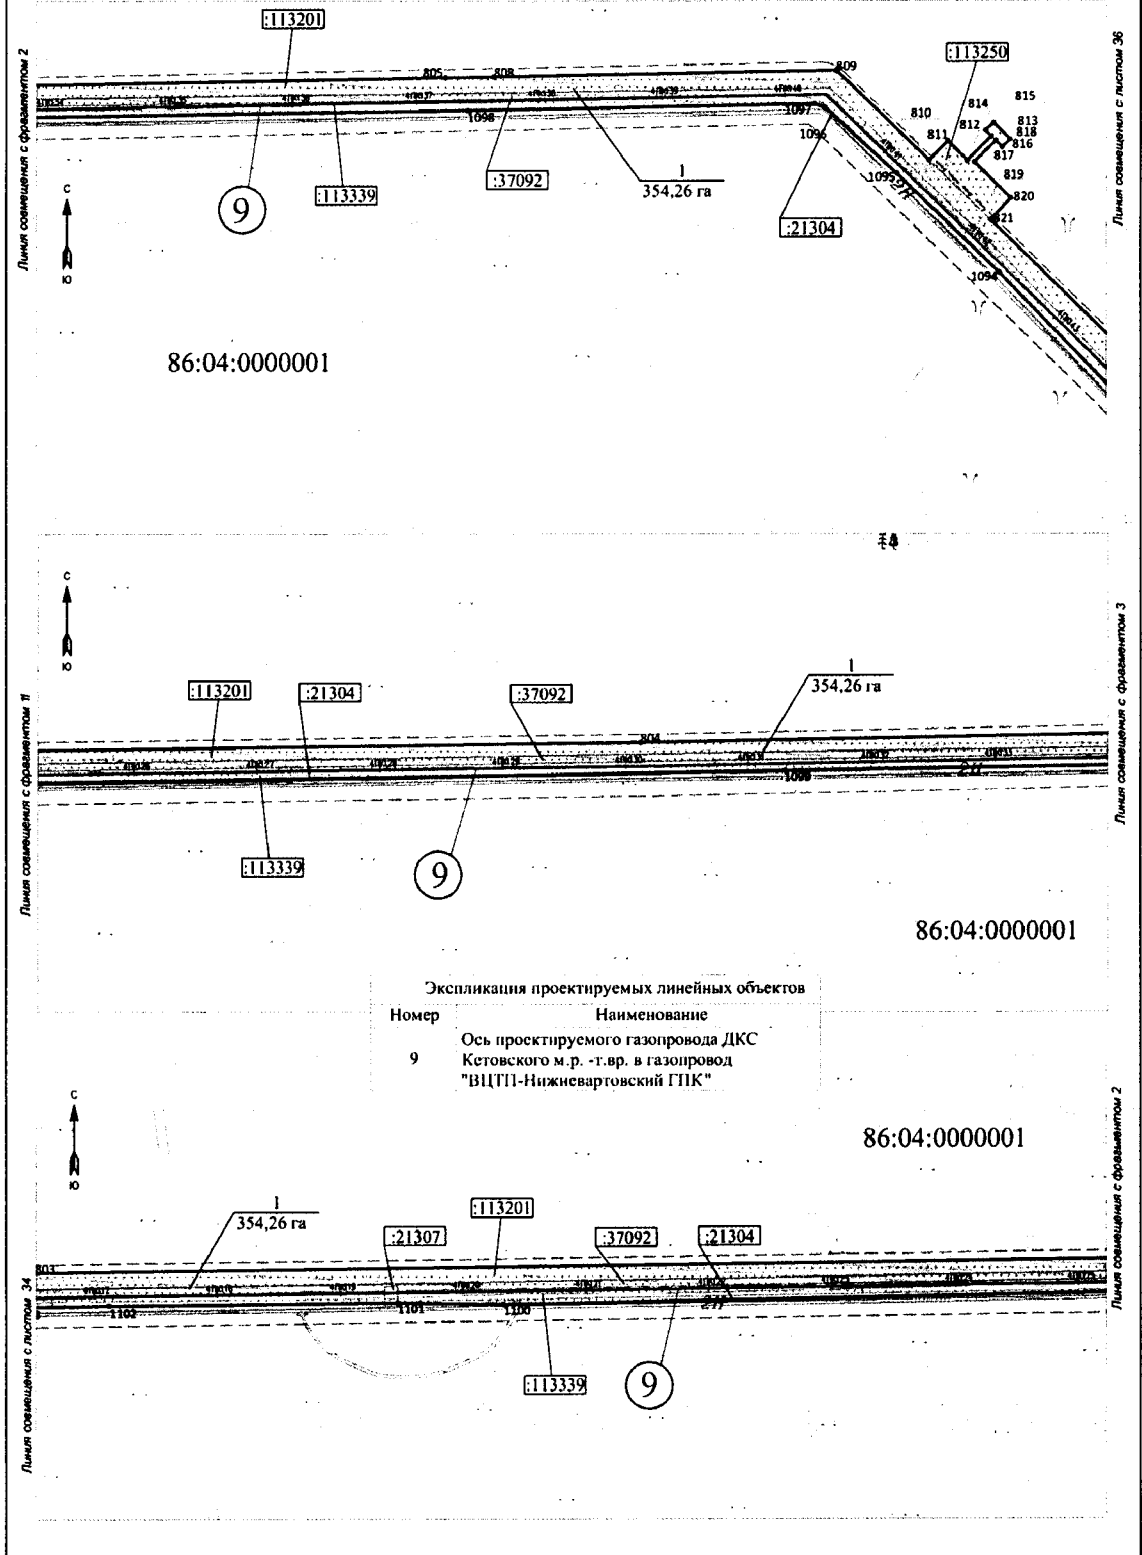 :113201
Линия совмещения с фрагментом 2
Линия совмещения с листом 36
805
808
809
:113250
815
814
810
813
812
818
811
816
817
1098
1097
1096
1095
819
820
821
1094
2Н
С
Ю
9
:113339
:37092
1
354,26 га
:21304
86:04:0000001
С
Ю
Линия совмещения с фрагментом 11
Линия совмещения с фрагментом 3
:113201
:21304
:37092
1
354,26 га
804
1099
2Н
:113339
9
86:04:0000001
Экспликация проектируемых линейных объектов
Номер
Наименование
9
Ось проектируемого газопровода ДКС
Кетовского м.р. -т.вр. в газопровод
"ВЦТП-Нижневартовский ГПК"
С
Ю
86:04:0000001
Линия совмещения с листом 34
Линия совмещения с фрагментом 2
1
354,26 га
:21307
:113201
:37092
:21304
803
1102
1101
1100
2Н
:113339
9